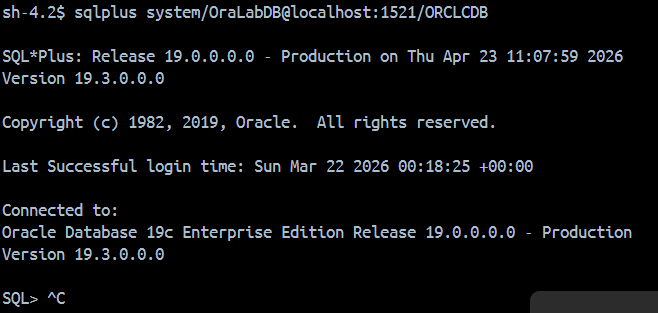 sh-4.2$ sqlplus system/OraLabDB@localhost:1521/ORCLCDB
SQL*Plus: Release 19.0.0.0.0 - Production on Thu Apr 23 11:07:59 2026
Version 19.3.0.0.0
Copyright (c) 1982, 2019, Oracle.  All rights reserved.
Last Successful login time: Sun Mar 22 2026 00:18:25 +00:00
Connected to:
Oracle Database 19c Enterprise Edition Release 19.0.0.0.0 - Production
Version 19.3.0.0.0
SQL> ^C